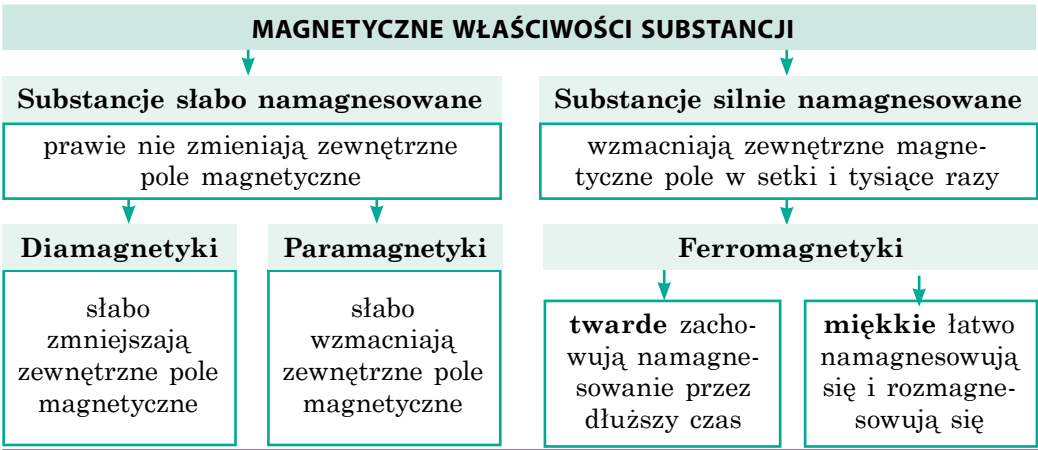 MAGNETYCZNE WŁAŚCIWOŚCI SUBSTANCJI
Substancje słabo namagnesowane
prawie nie zmieniają zewnętrzne
pole magnetyczne
Substancje silnie namagnesowane
wzmacniają zewnętrzne magne-
tyczne pole w setki i tysiące razy
Diamagnetyki
słabo
zmniejszają
zewnętrzne pole
magnetyczne
Paramagnetyki
słabo
wzmacniają
zewnętrzne pole
magnetyczne
Ferromagnetyki
twarde zacho-
wują namagne-
sowanie przez
dłuższy czas
miękkie łatwo
namagnesowują
się i rozmagne-
sowują się